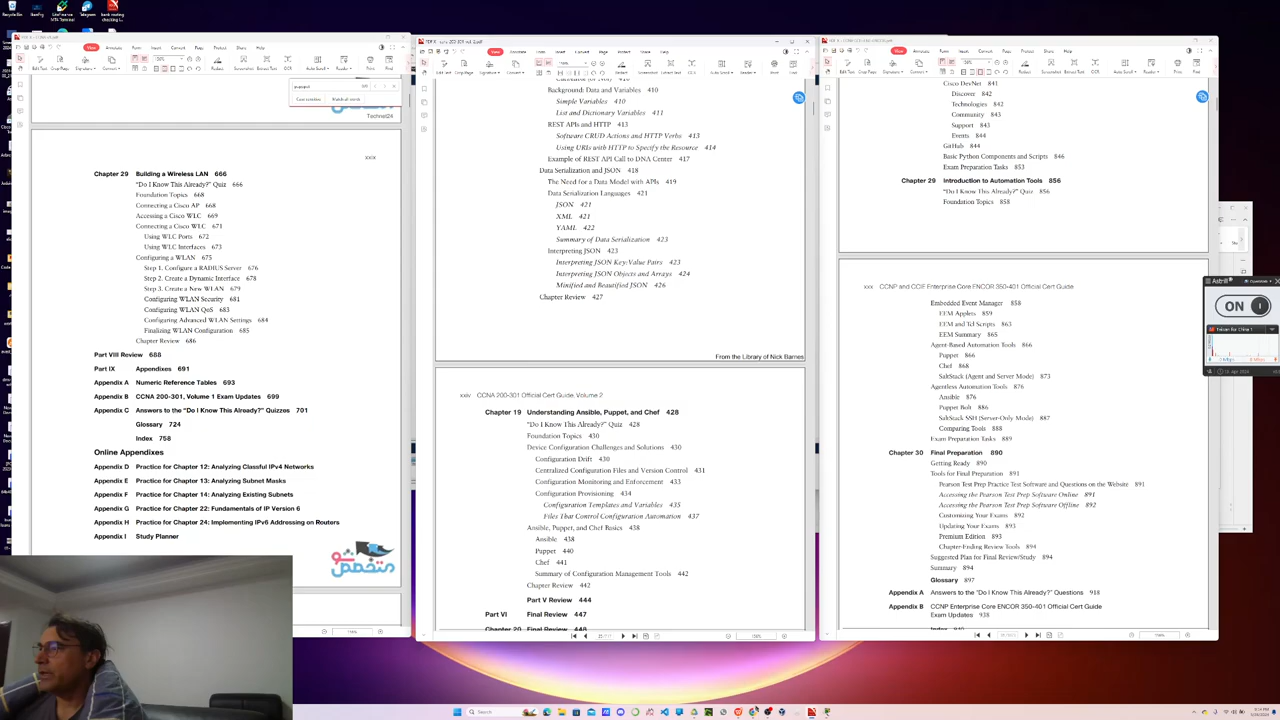 LiteFinance
MT4 Terminal
Telegram
bank routing
checking i...
View
puppet
Technet24
xxix
Chapter 29 Building a Wireless LAN 666
“Do I Know This Already?” Quiz 666
Foundation Topics 668
Connecting a Cisco AP 668
Accessing a Cisco WLC 669
Connecting a Cisco WLC 671
Using WLC Ports 672
Using WLC Interfaces 673
Configuring a WLAN 675
Step 1. Configure a RADIUS Server 676
Step 2. Create a Dynamic Interface 678
Step 3. Create a New WLAN 679
Configuring WLAN Security 681
Configuring WLAN QoS 683
Configuring Advanced WLAN Settings 684
Finalizing WLAN Configuration 685
Chapter Review 686
Part VIII Review 688
Part IX Appendixes 691
Appendix A Numeric Reference Tables 693
Appendix B CCNA 200-301, Volume 1 Exam Updates 699
Appendix C Answers to the “Do I Know This Already?” Quizzes 701
Glossary 724
Index 758
Online Appendixes
Appendix D Practice for Chapter 12: Analyzing Classful IPv4 Networks
Appendix E Practice for Chapter 13: Analyzing Subnet Masks
Appendix F Practice for Chapter 14: Analyzing Existing Subnets
Appendix G Practice for Chapter 22: Fundamentals of IP Version 6
Appendix H Practice for Chapter 24: Implementing IPv6 Addressing on Routers
Appendix I Study Planner
متخصص شو
View
Background: Data and Variables 410
Simple Variables 410
List and Dictionary Variables 411
REST APIs and HTTP 413
Software CRUD Actions and HTTP Verbs 413
Using URIs with HTTP to Specify the Resource 414
Example of REST API Call to DNA Center 417
Data Serialization and JSON 418
The Need for a Data Model with APIs 419
Data Serialization Languages 421
JSON 421
XML 421
YAML 422
Summary of Data Serialization 423
Interpreting JSON 423
Interpreting JSON Key:Value Pairs 423
Interpreting JSON Objects and Arrays 424
Minified and Beautified JSON 426
Chapter Review 427
From the Library of Nick Barnes
xxiv CCNA 200-301 Official Cert Guide, Volume 2
Chapter 19 Understanding Ansible, Puppet, and Chef 428
“Do I Know This Already?” Quiz 428
Foundation Topics 430
Device Configuration Challenges and Solutions 430
Configuration Drift 430
Centralized Configuration Files and Version Control 431
Configuration Monitoring and Enforcement 433
Configuration Provisioning 434
Configuration Templates and Variables 435
Files That Control Configuration Automation 437
Ansible, Puppet, and Chef Basics 438
Ansible 438
Puppet 440
Chef 441
Summary of Configuration Management Tools 442
Chapter Review 442
Part V Review 444
Part VI Final Review 447
Chapter 20 Final Review 448
View
Cisco DevNet 841
Discover 842
Technologies 842
Community 843
Support 843
Events 844
GitHub 844
Basic Python Components and Scripts 846
Exam Preparation Tasks 853
Chapter 29 Introduction to Automation Tools 856
“Do I Know This Already?” Quiz 856
Foundation Topics 858
xxx CCNP and CCIE Enterprise Core ENCOR 350-401 Official Cert Guide
Embedded Event Manager 858
EEM Applets 859
EEM and Tcl Scripts 863
EEM Summary 865
Agent-Based Automation Tools 866
Puppet 866
Chef 868
SaltStack (Agent and Server Mode) 873
Agentless Automation Tools 876
Ansible 876
Puppet Bolt 886
SaltStack SSH (Server-Only Mode) 887
Comparing Tools 888
Exam Preparation Tasks 889
Chapter 30 Final Preparation 890
Getting Ready 890
Tools for Final Preparation 891
Pearson Test Prep Practice Test Software and Questions on the Website 891
Accessing the Pearson Test Prep Software Online 891
Accessing the Pearson Test Prep Software Offline 892
Customizing Your Exams 892
Updating Your Exams 893
Premium Edition 893
Chapter-Ending Review Tools 894
Suggested Plan for Final Review/Study 894
Summary 894
Glossary 897
Appendix A Answers to the “Do I Know This Already?” Questions 918
Appendix B CCNP Enterprise Core ENCOR 350-401 Official Cert Guide
Exam Updates 938
Astrill
ON
Search